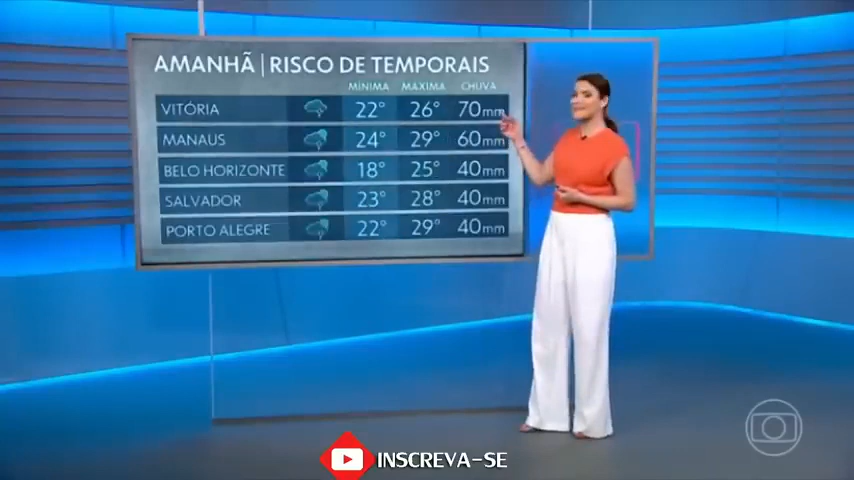 AMANHÃ | RISCO DE TEMPORAIS
MÍNIMA MÁXIMA CHUVA
VITÓRIA 22° 26° 70mm
MANAUS 24° 29° 60mm
BELO HORIZONTE 18° 25° 40mm
SALVADOR 23° 28° 40mm
PORTO ALEGRE 22° 29° 40mm
INSCREVA-SE